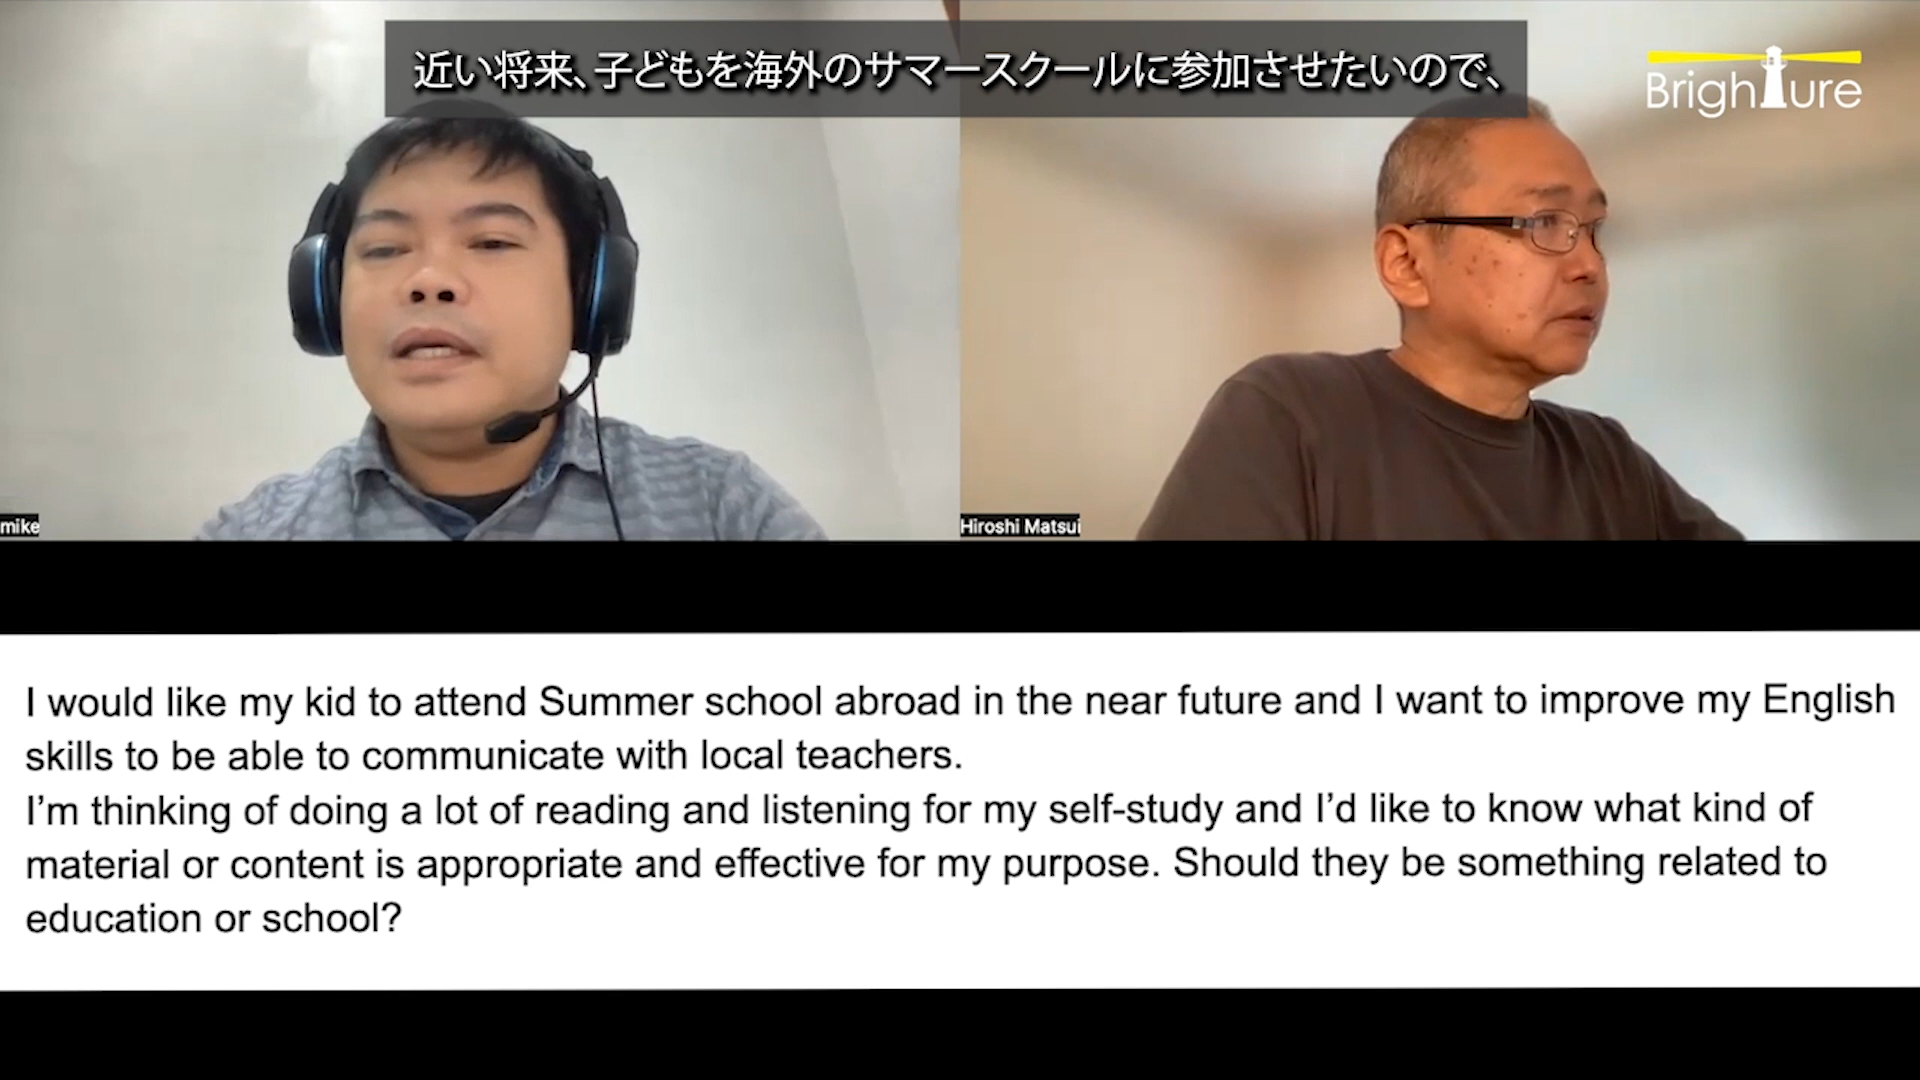 近い将来、子どもを海外のサマースクールに参加させたいので、
Brighture
mike
Hiroshi Matsui
I would like my kid to attend Summer school abroad in the near future and I want to improve my English
skills to be able to communicate with local teachers.
I’m thinking of doing a lot of reading and listening for my self-study and I’d like to know what kind of
material or content is appropriate and effective for my purpose. Should they be something related to
education or school?